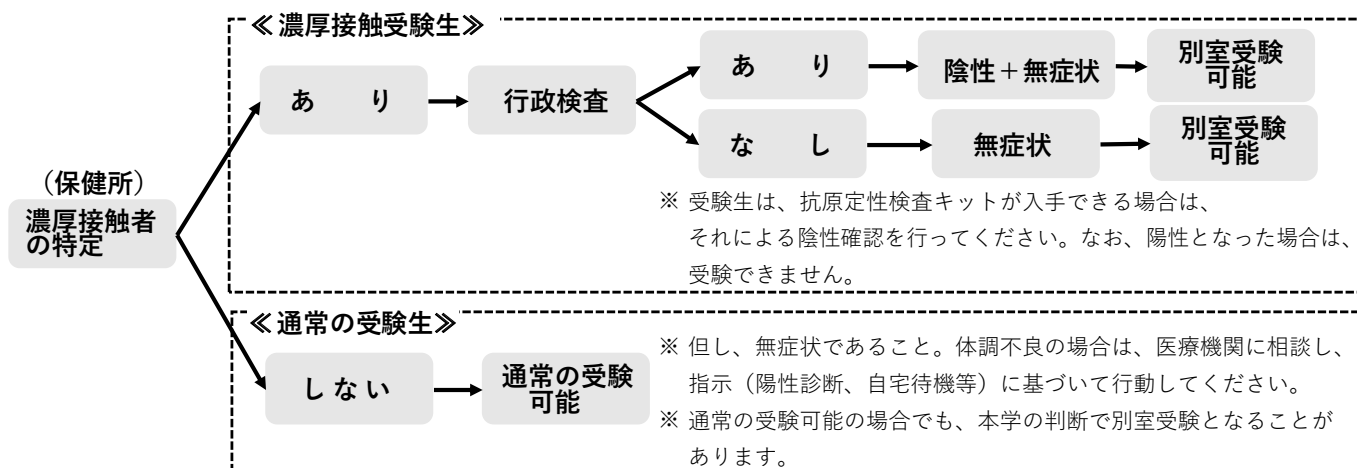 ≪濃厚接触受験生≫
(保健所)
濃厚接触者
の特定
あ り
行政検査
あ り
陰性＋無症状
別室受験
可能
な し
無症状
別室受験
可能
※ 受験生は、抗原定性検査キットが入手できる場合は、
それによる陰性確認を行ってください。なお、陽性となった場合は、
受験できません。
≪通常の受験生≫
しない
通常の受験
可能
※ 但し、無症状であること。体調不良の場合は、医療機関に相談し、
指示（陽性診断、自宅待機等）に基づいて行動してください。
※ 通常の受験可能の場合でも、本学の判断で別室受験となることが
あります。